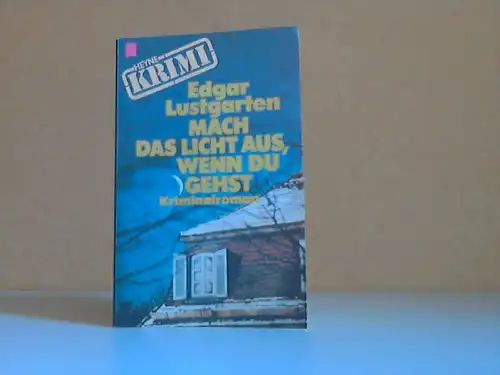 HEYNE
KRIMI
Edgar
Lustgarten
MACH
DAS LICHT AUS,
WENN DU
GEHST
Kriminalroman